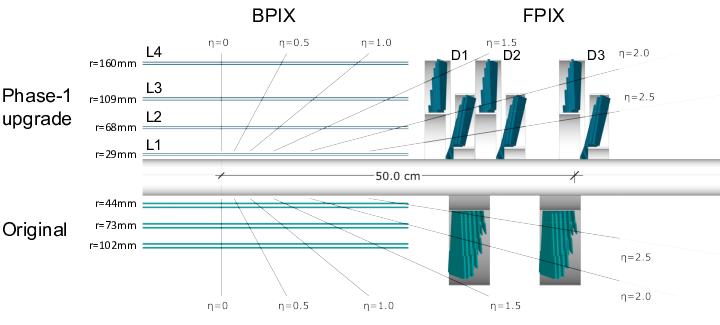 BPIX FPIX
η=0 η=0.5 η=1.0 η=1.5 η=2.0 η=2.5
L4 D1 D2 D3
r=160mm
Phase-1 upgrade
L3
r=109mm
L2
r=68mm
L1
r=29mm
50.0 cm
Original
r=44mm
r=73mm
r=102mm
η=2.5
η=2.0
η=0 η=0.5 η=1.0 η=1.5